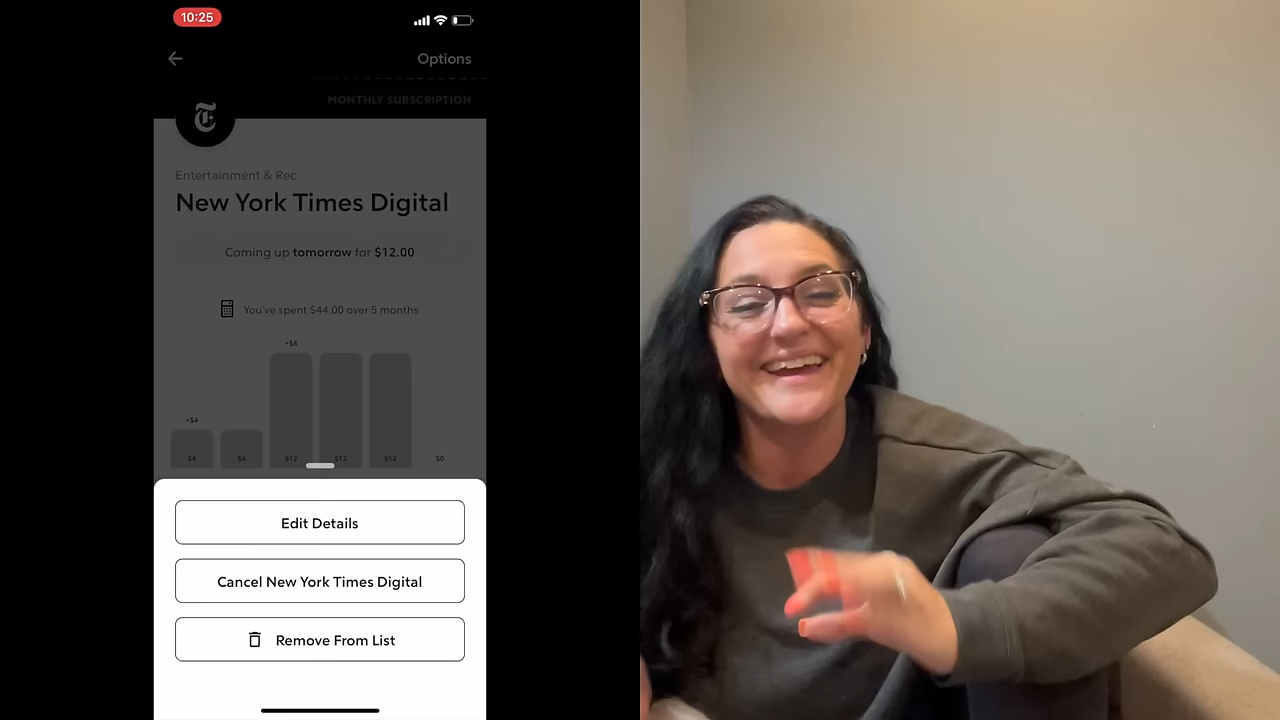 10:25
Options
MONTHLY SUBSCRIPTION
T
Entertainment & Rec.
New York Times Digital
Coming up tomorrow for $12.00
You've spent $44.00 over 5 months
+$8
+$4
$4 $4 $12 $12 $12 $0
Edit Details
Cancel New York Times Digital
Remove From List